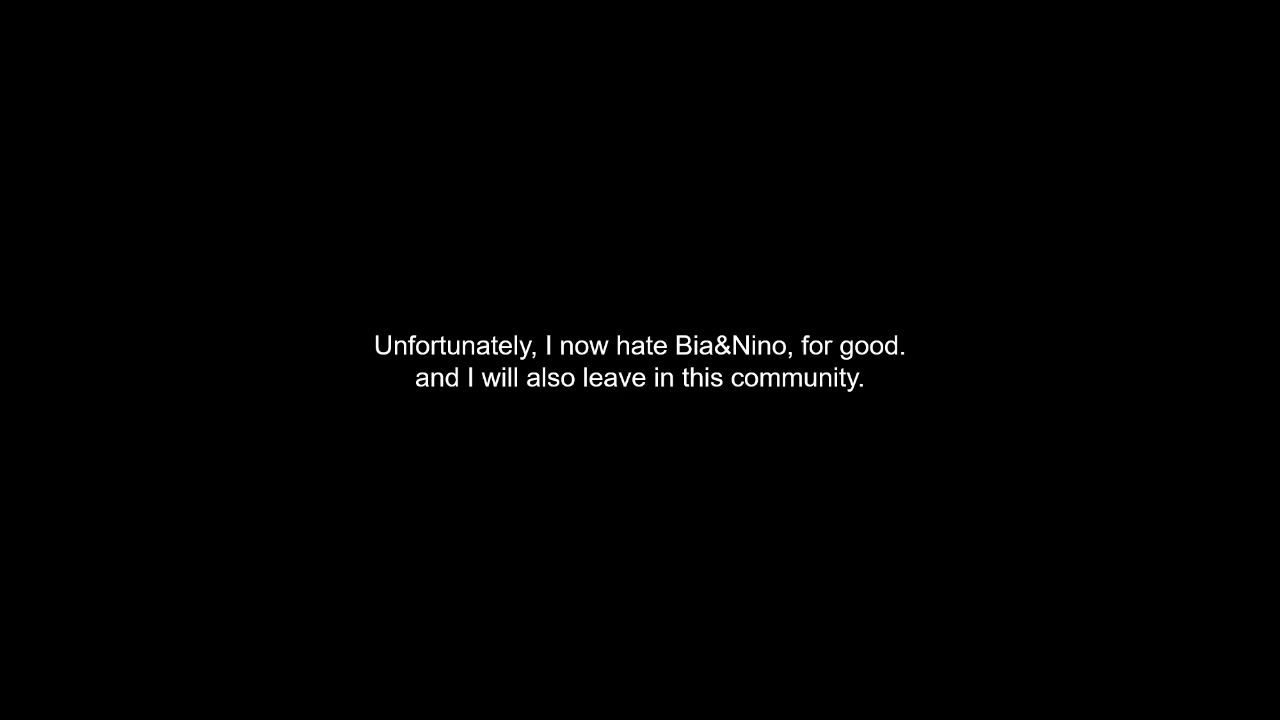 Unfortunately, I now hate Bia&Nino, for good.
and I will also leave in this community.